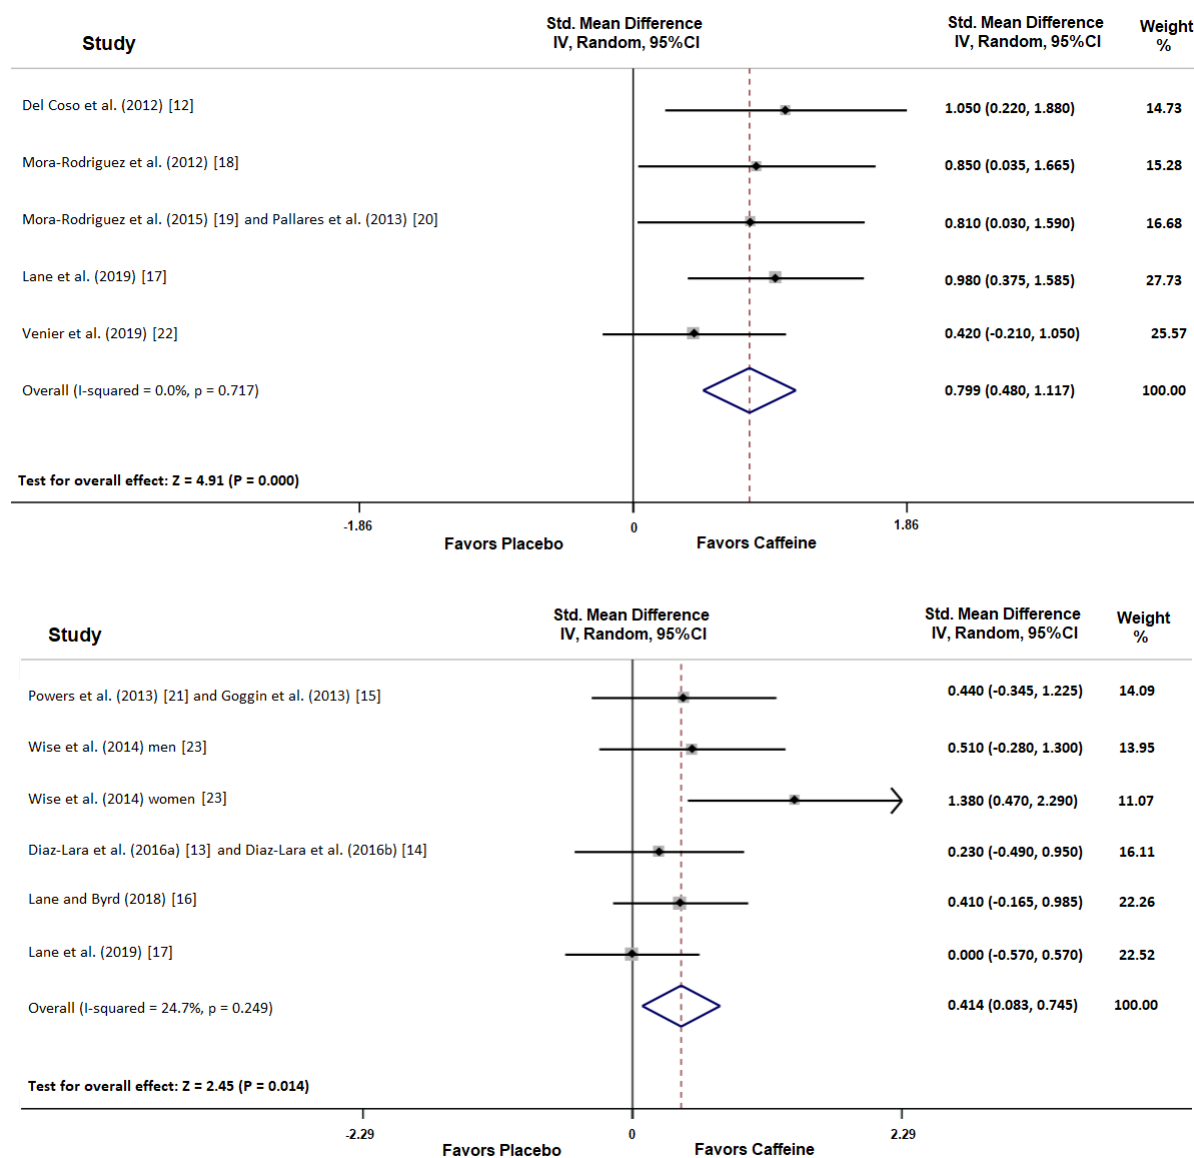 Study
Std. Mean Difference
IV, Random, 95%CI
Std. Mean Difference
IV, Random, 95%CI
Weight
%
Del Coso et al. (2012) [12] 1.050 (0.220, 1.880) 14.73
Mora-Rodriguez et al. (2012) [18] 0.850 (0.035, 1.665) 15.28
Mora-Rodriguez et al. (2015) [19] and Pallares et al. (2013) [20] 0.810 (0.030, 1.590) 16.68
Lane et al. (2019) [17] 0.980 (0.375, 1.585) 27.73
Venier et al. (2019) [22] 0.420 (-0.210, 1.050) 25.57
Overall (I-squared = 0.0%, p = 0.717) 0.799 (0.480, 1.117) 100.00
Test for overall effect: Z = 4.91 (P = 0.000)
-1.86 0 1.86
Favors Placebo Favors Caffeine
Study
Std. Mean Difference
IV, Random, 95%CI
Std. Mean Difference
IV, Random, 95%CI
Weight
%
Powers et al. (2013) [21] and Goggin et al. (2013) [15] 0.440 (-0.345, 1.225) 14.09
Wise et al. (2014) men [23] 0.510 (-0.280, 1.300) 13.95
Wise et al. (2014) women [23] 1.380 (0.470, 2.290) 11.07
Diaz-Lara et al. (2016a) [13] and Diaz-Lara et al. (2016b) [14] 0.230 (-0.490, 0.950) 16.11
Lane and Byrd (2018) [16] 0.410 (-0.165, 0.985) 22.26
Lane et al. (2019) [17] 0.000 (-0.570, 0.570) 22.52
Overall (I-squared = 24.7%, p = 0.249) 0.414 (0.083, 0.745) 100.00
Test for overall effect: Z = 2.45 (P = 0.014)
-2.29 0 2.29
Favors Placebo Favors Caffeine